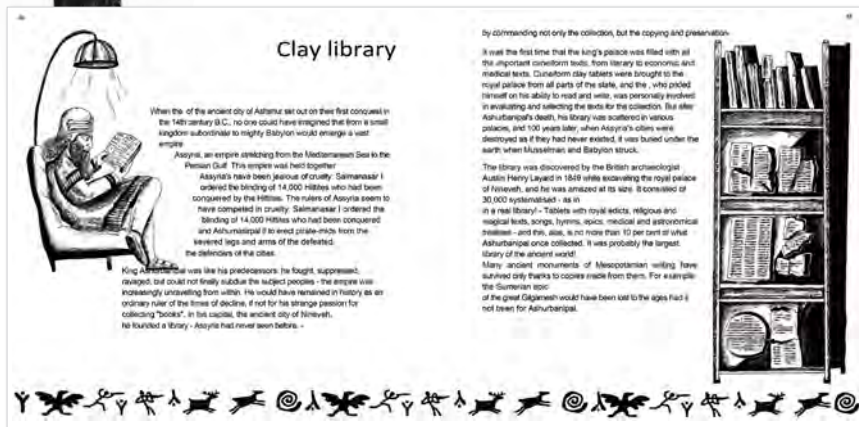 Clay library
When the of the ancient city of Ashshur set out on their first conquest in
the 14th century B.C., no one could have imagined that from a small
kingdom subordinate to mighty Babylon would emerge a vast
empire
Assyria, an empire stretching from the Mediterranean Sea to the
Persian Gulf. This empire was held together
Assyria's have been jealous of cruelty. Salmanasar I
ordered the blinding of 14,000 Hittites who had been
conquered by the Hittites. The rulers of Assyria seem to
have competed in cruelty. Salmanasar I ordered the
blinding of 14,000 Hittites who had been conquered
and Ashurnasirpal II to erect pirate-mids from the
severed legs and arms of the defeated.
the defenders of the cities.
King Ashurbanipal was like his predecessors: he fought, suppressed,
ravaged, but could not finally subdue the subject peoples - the empire was
increasingly unravelling from within. He would have remained in history as an
ordinary ruler of the times of decline, if not for his strange passion for
collecting "books". In his capital, the ancient city of Nineveh,
he founded a library - Assyria had never seen before. -
by commanding not only the collection, but the copying and preservation.
It was the first time that the king's palace was filled with all
the important cuneiform texts, from literary to economic and
medical texts. Cuneiform clay tablets were brought to the
royal palace from all parts of the state, and the , who prided
himself on his ability to read and write, was personally involved
in evaluating and selecting the texts for the collection. But after
Ashurbanipal's death, his library was scattered in various
palaces, and 100 years later, when Assyria's cities were
destroyed as if they had never existed, it was buried under the
earth when Musselman and Babylon struck.
The library was discovered by the British archaeologist
Austin Henry Layard in 1849 while excavating the royal palace
of Nineveh, and he was amazed at its size. It consisted of
30,000 systematised - as in
in a real library! - Tablets with royal edicts, religious and
magical texts, songs, hymns, epics, medical and astronomical
treatises - and this, alas, is no more than 10 per cent of what
Ashurbanipal once collected. It was probably the largest
library of the ancient world!
Many ancient monuments of Mesopotamian writing have
survived only thanks to copies made from them. For example
the Sumerian epic
of the great Gilgamesh would have been lost to the ages had it
not been for Ashurbanipal.